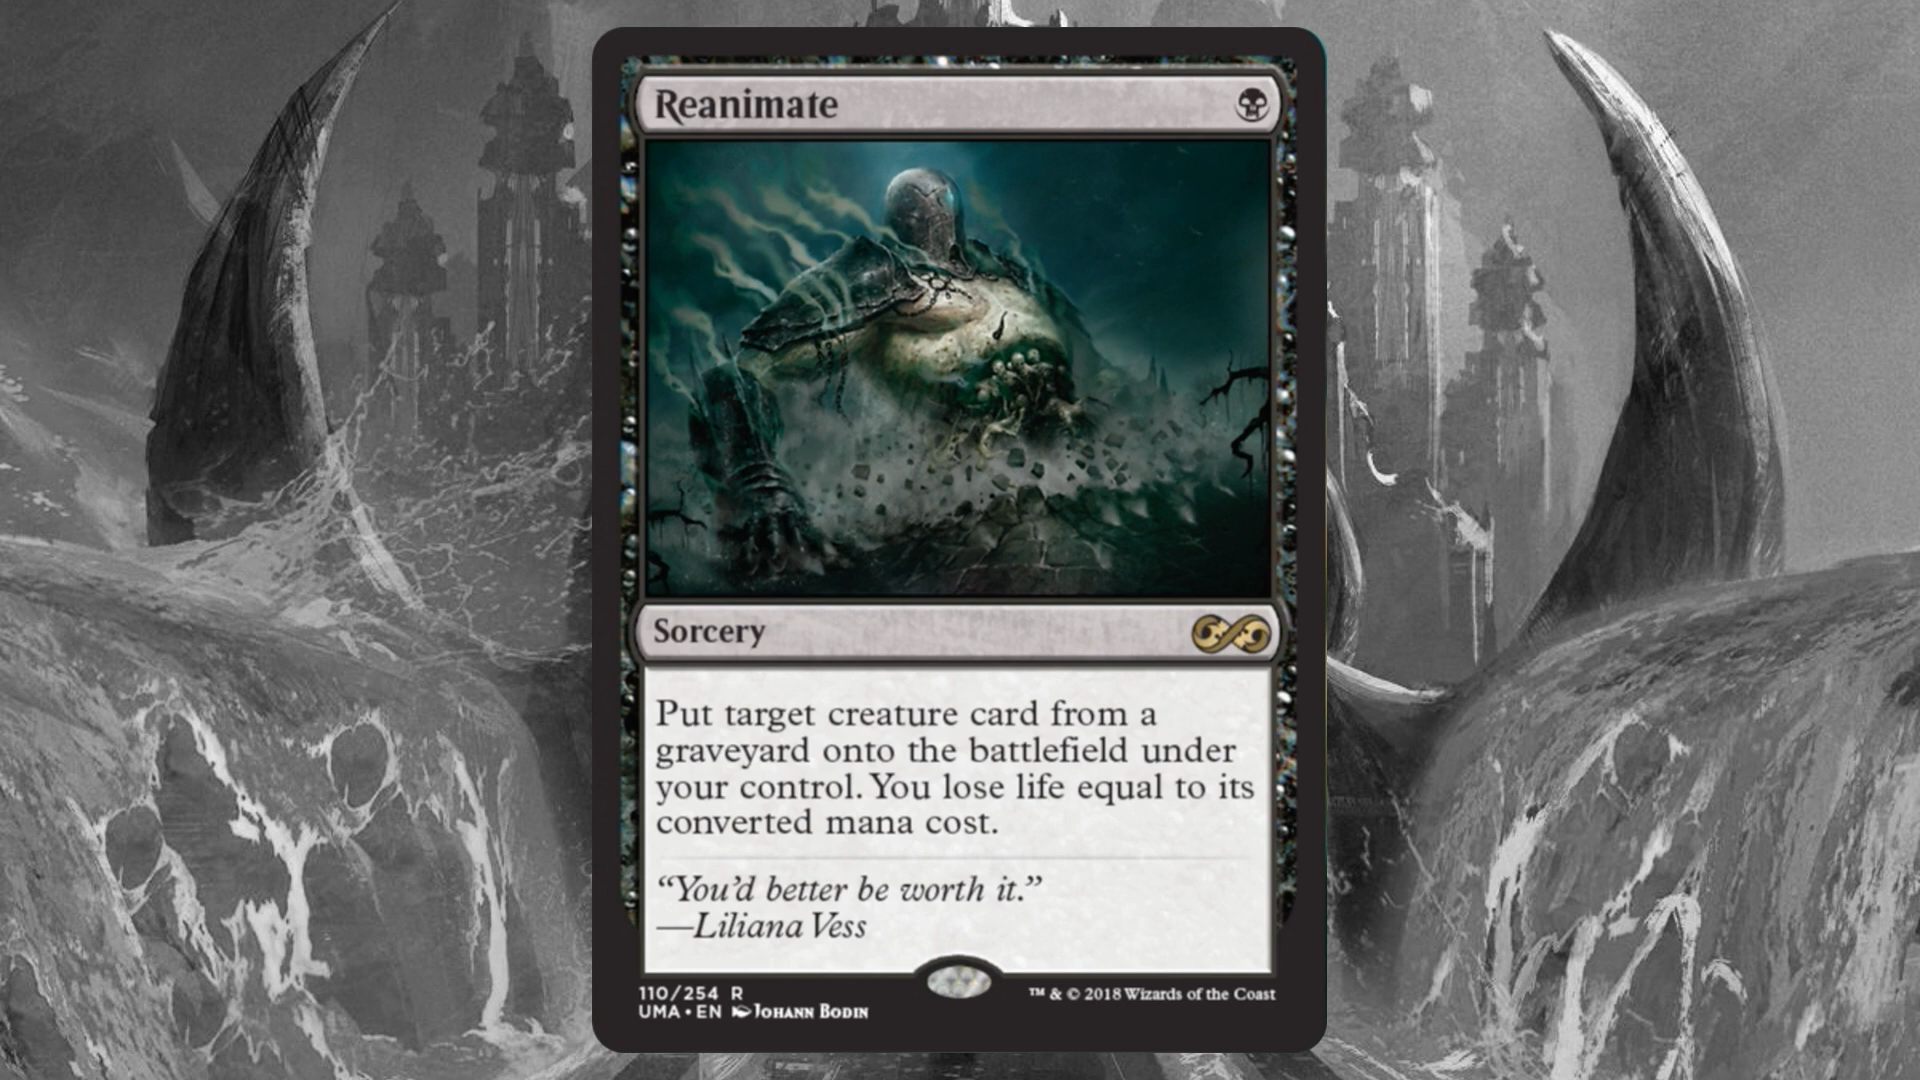 Reanimate
Sorcery
Put target creature card from a
graveyard onto the battlefield under
your control. You lose life equal to its
converted mana cost.
“You’d better be worth it.”
—Liliana Vess
110/254 R
™ & © 2018 Wizards of the Coast
UMA • EN Johann Bodin